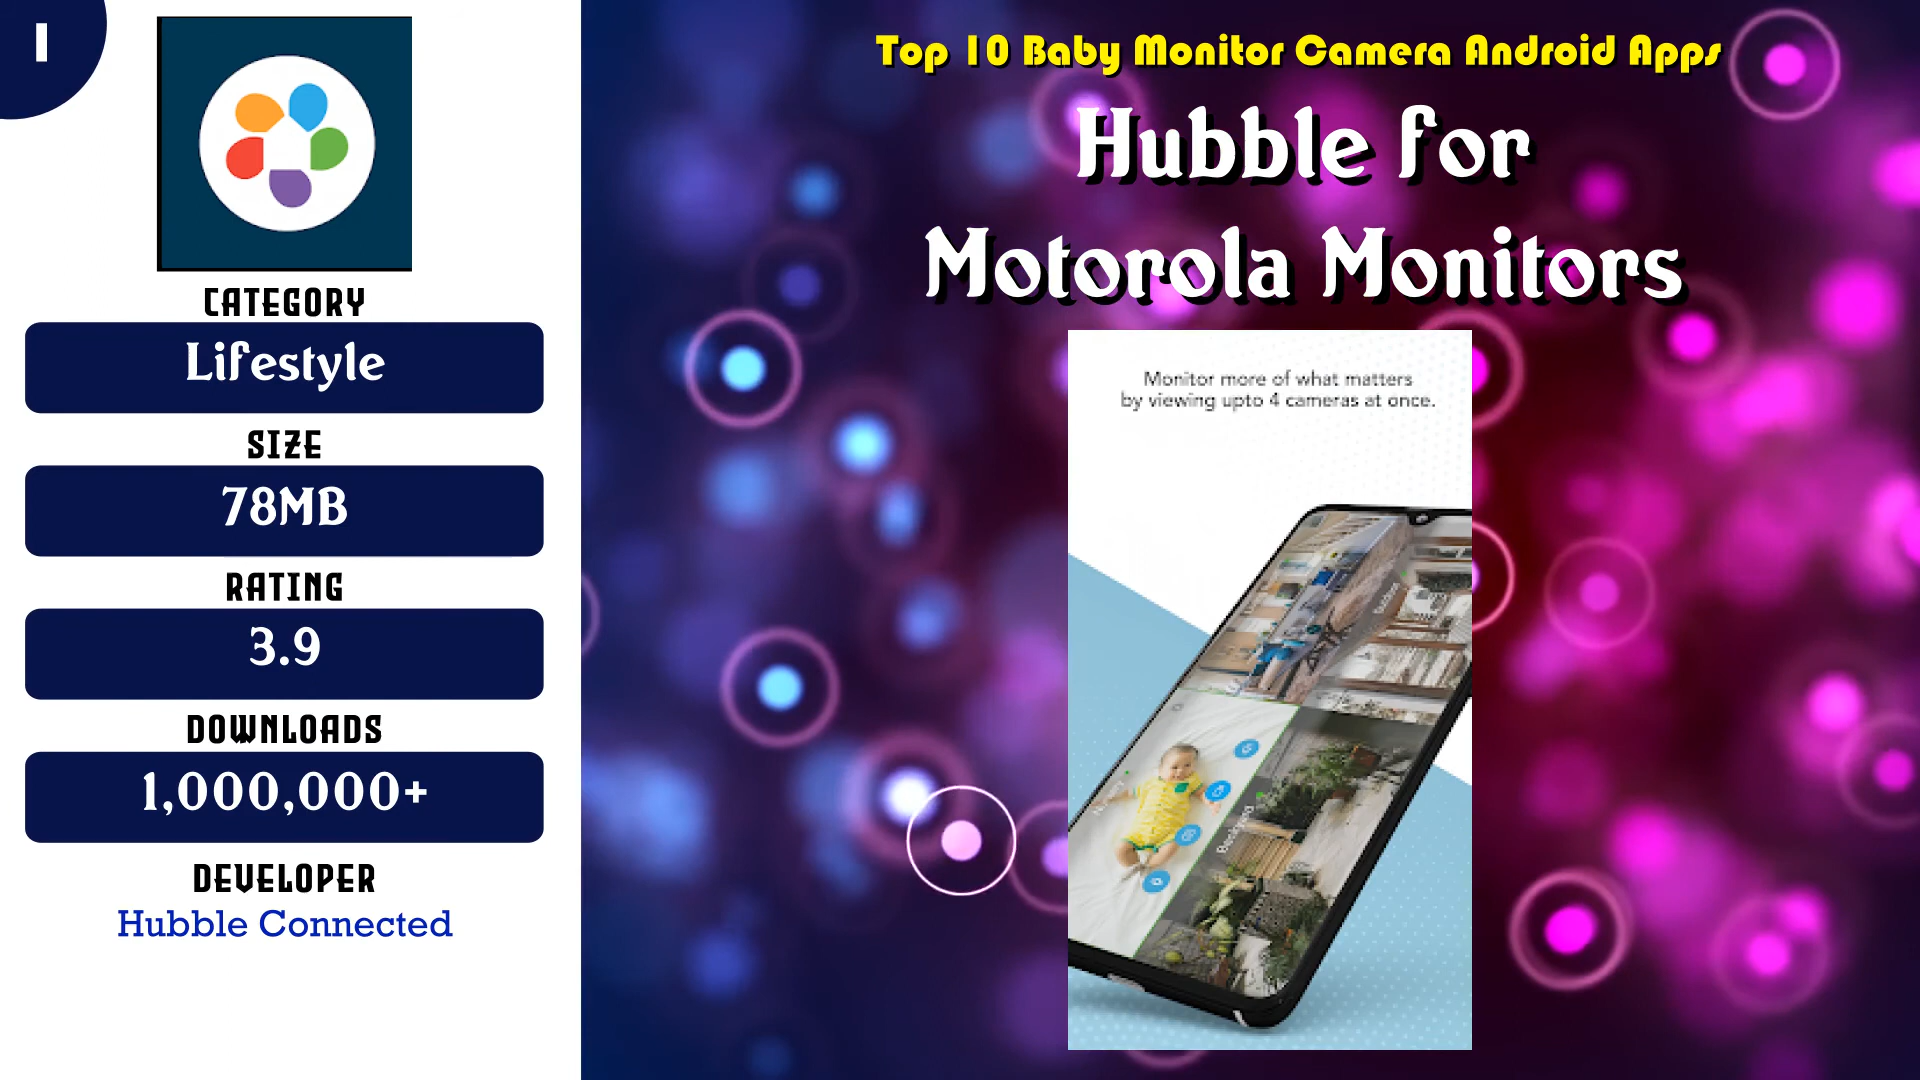 1
CATEGORY
Lifestyle
SIZE
78MB
RATING
3.9
DOWNLOADS
1,000,000+
DEVELOPER
Hubble Connected
Top 10 Baby Monitor Camera Android Apps
Hubble for
Motorola Monitors
Monitor more of what matters
by viewing upto 4 cameras at once.
Backyard